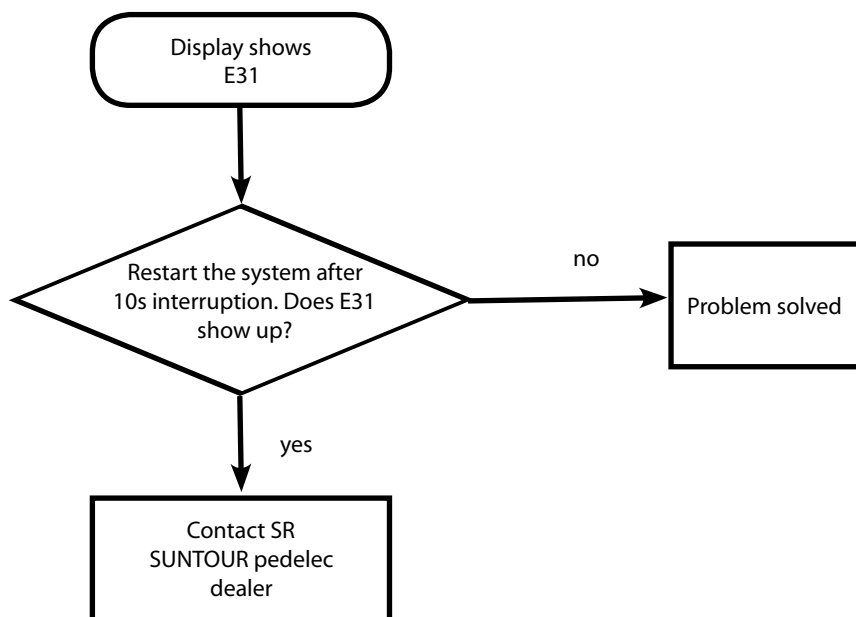 Display shows
E31
Restart the system after
10s interruption. Does E31
show up?
no
Problem solved
yes
Contact SR
SUNTOUR pedelec
dealer